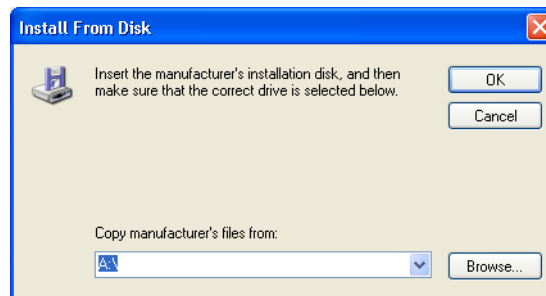 Install From Disk
Insert the manufacturer's installation disk, and then
make sure that the correct drive is selected below.
OK
Cancel
Copy manufacturer's files from:
A:\
Browse...